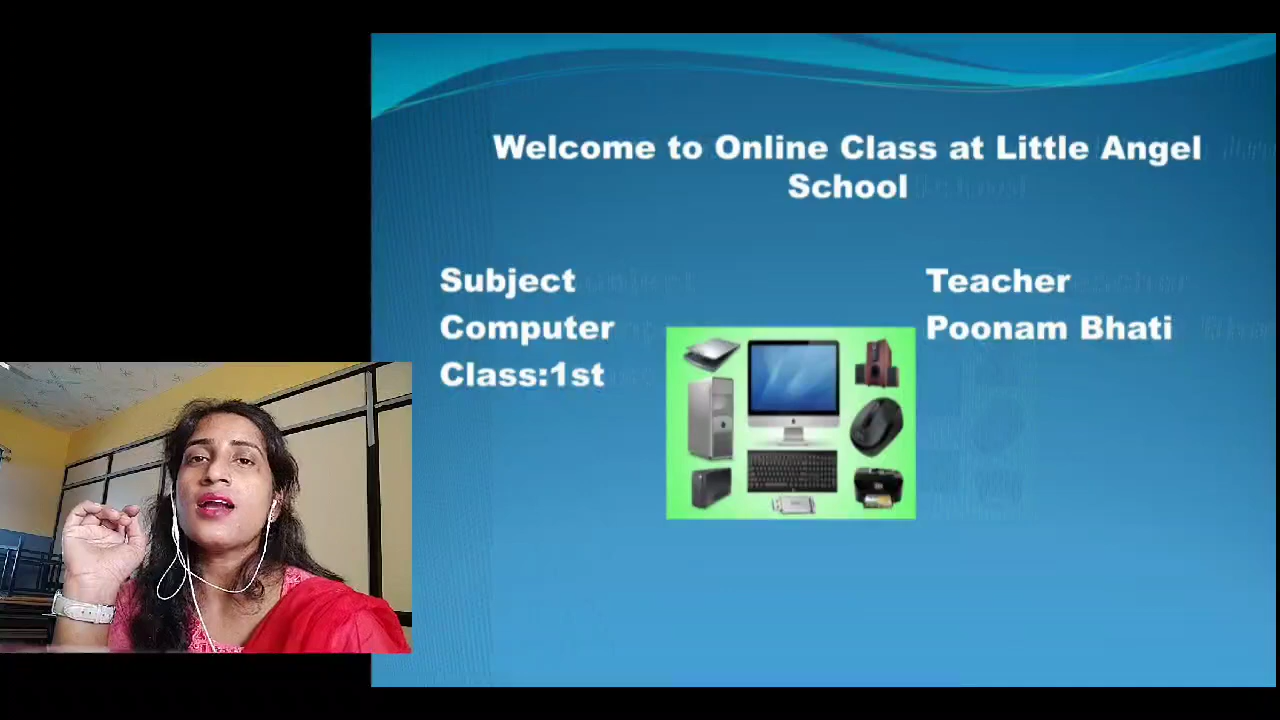 Welcome to Online Class at Little Angel
School
Subject
Computer
Class:1st
Teacher
Poonam Bhati